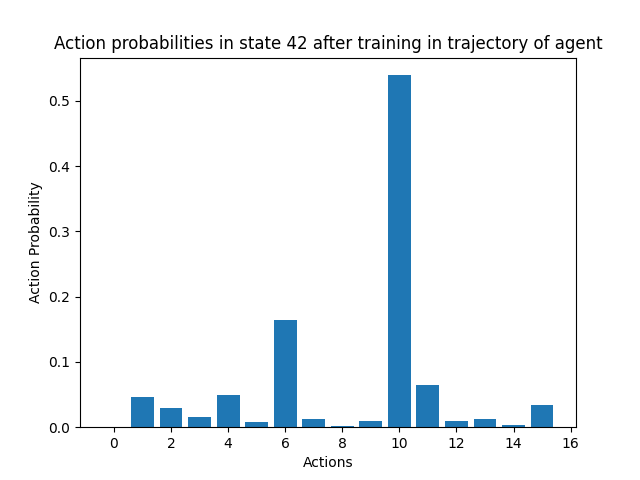 Action probabilities in state 42 after training in trajectory of agent
0.5
0.4
0.3
0.2
0.1
0.0
Action Probability
0 2 4 6 8 10 12 14 16
Actions